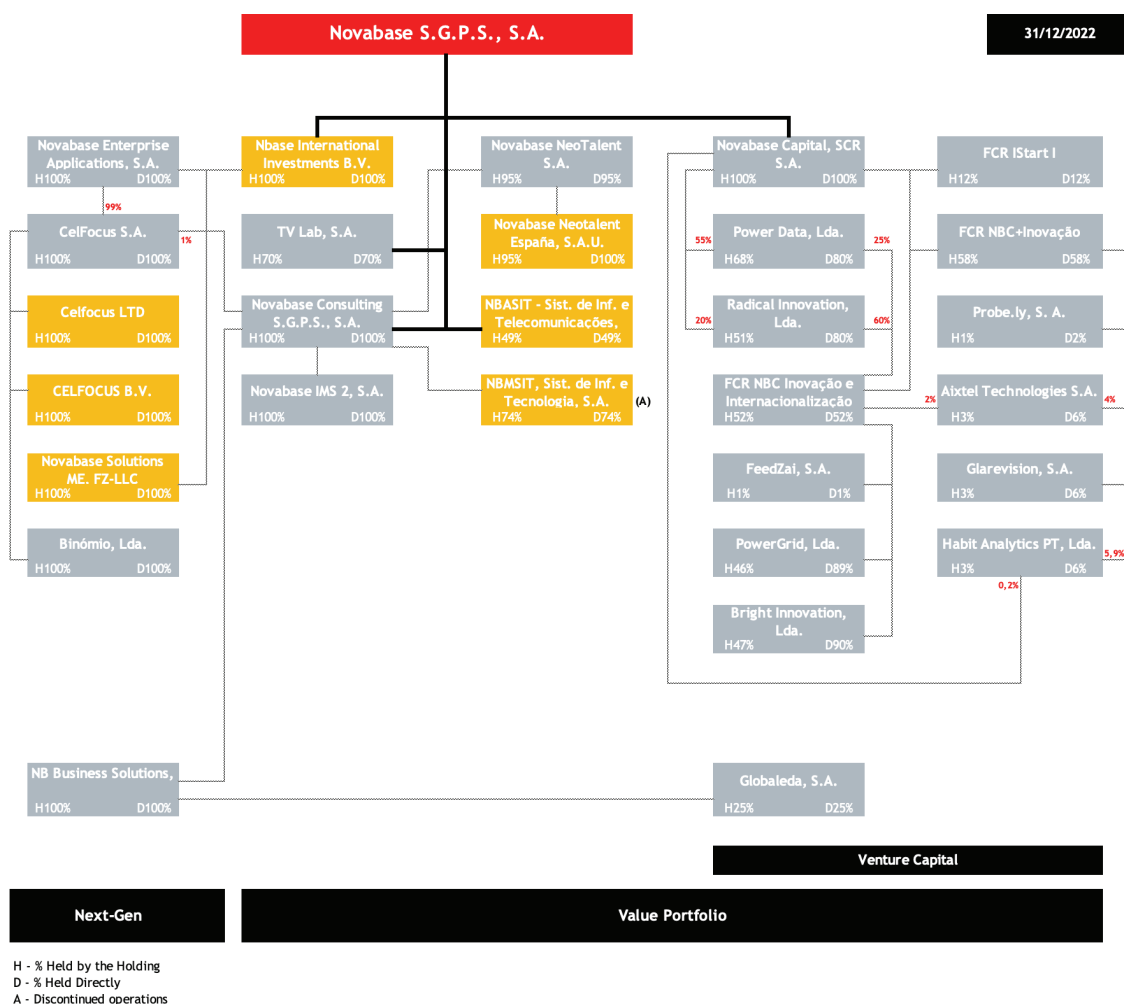 Novabase S.G.P.S., S.A.
31/12/2022
Novabase Enterprise
Applications, S.A.
H100% D100%
Nbase International
Investments B.V.
H100% D100%
Novabase NeoTalent
S.A.
H95% D95%
Novabase Capital, SCR
S.A.
H100% D100%
FCR IStart I
H12% D12%
99%
CelFocus S.A.
H100% D100%
1%
TV Lab, S.A.
H70% D70%
Novabase Neotalent
España, S.A.U.
H95% D100%
55%
Power Data, Lda.
H68% D80%
25%
FCR NBC+Inovação
H58% D58%
Celfocus LTD
H100% D100%
Novabase Consulting
S.G.P.S., S.A.
H100% D100%
NBASIT - Sist. de Inf. e
Telecomunicações,
H49% D49%
20%
Radical Innovation,
Lda.
H51% D80%
60%
Probe.ly, S. A.
H1% D2%
CELFOCUS B.V.
H100% D100%
Novabase IMS 2, S.A.
H100% D100%
NBMSIT, Sist. de Inf. e
Tecnologia, S.A.
H74% D74%
(A)
FCR NBC Inovação e
Internacionalização
H52% D52%
2%
Aixtel Technologies S.A.
H3% D6%
4%
Novabase Solutions
ME. FZ-LLC
H100% D100%
FeedZai, S.A.
H1% D1%
Glarevision, S.A.
H3% D6%
Binómio, Lda.
H100% D100%
PowerGrid, Lda.
H46% D89%
Habit Analytics PT, Lda.
H3% D6%
5,9%
0,2%
Bright Innovation,
Lda.
H47% D90%
NB Business Solutions,
H100% D100%
Globaleda, S.A.
H25% D25%
Venture Capital
Next-Gen
Value Portfolio
H - % Held by the Holding
D - % Held Directly
A - Discontinued operations